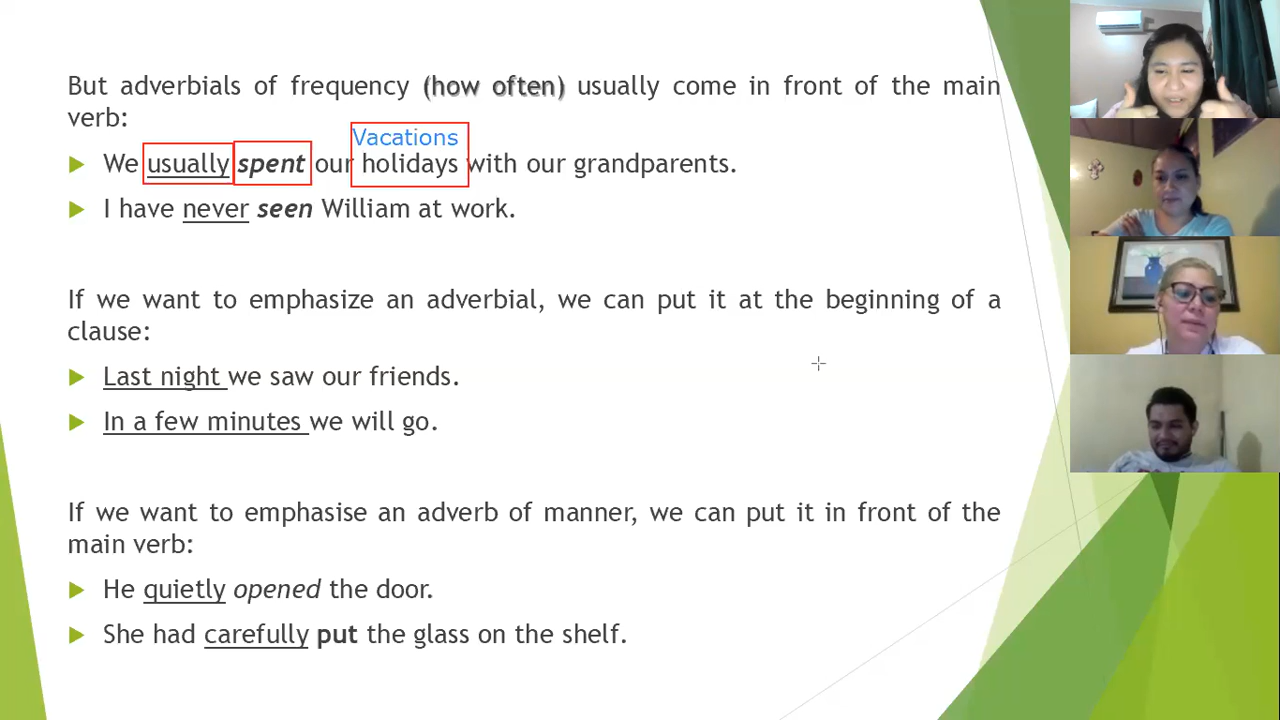 But adverbials of frequency (how often) usually come in front of the main
verb:
Vacations
We usually spent our holidays with our grandparents.
I have never seen William at work.
If we want to emphasize an adverbial, we can put it at the beginning of a
clause:
Last night we saw our friends.
In a few minutes we will go.
If we want to emphasise an adverb of manner, we can put it in front of the
main verb:
He quietly opened the door.
She had carefully put the glass on the shelf.